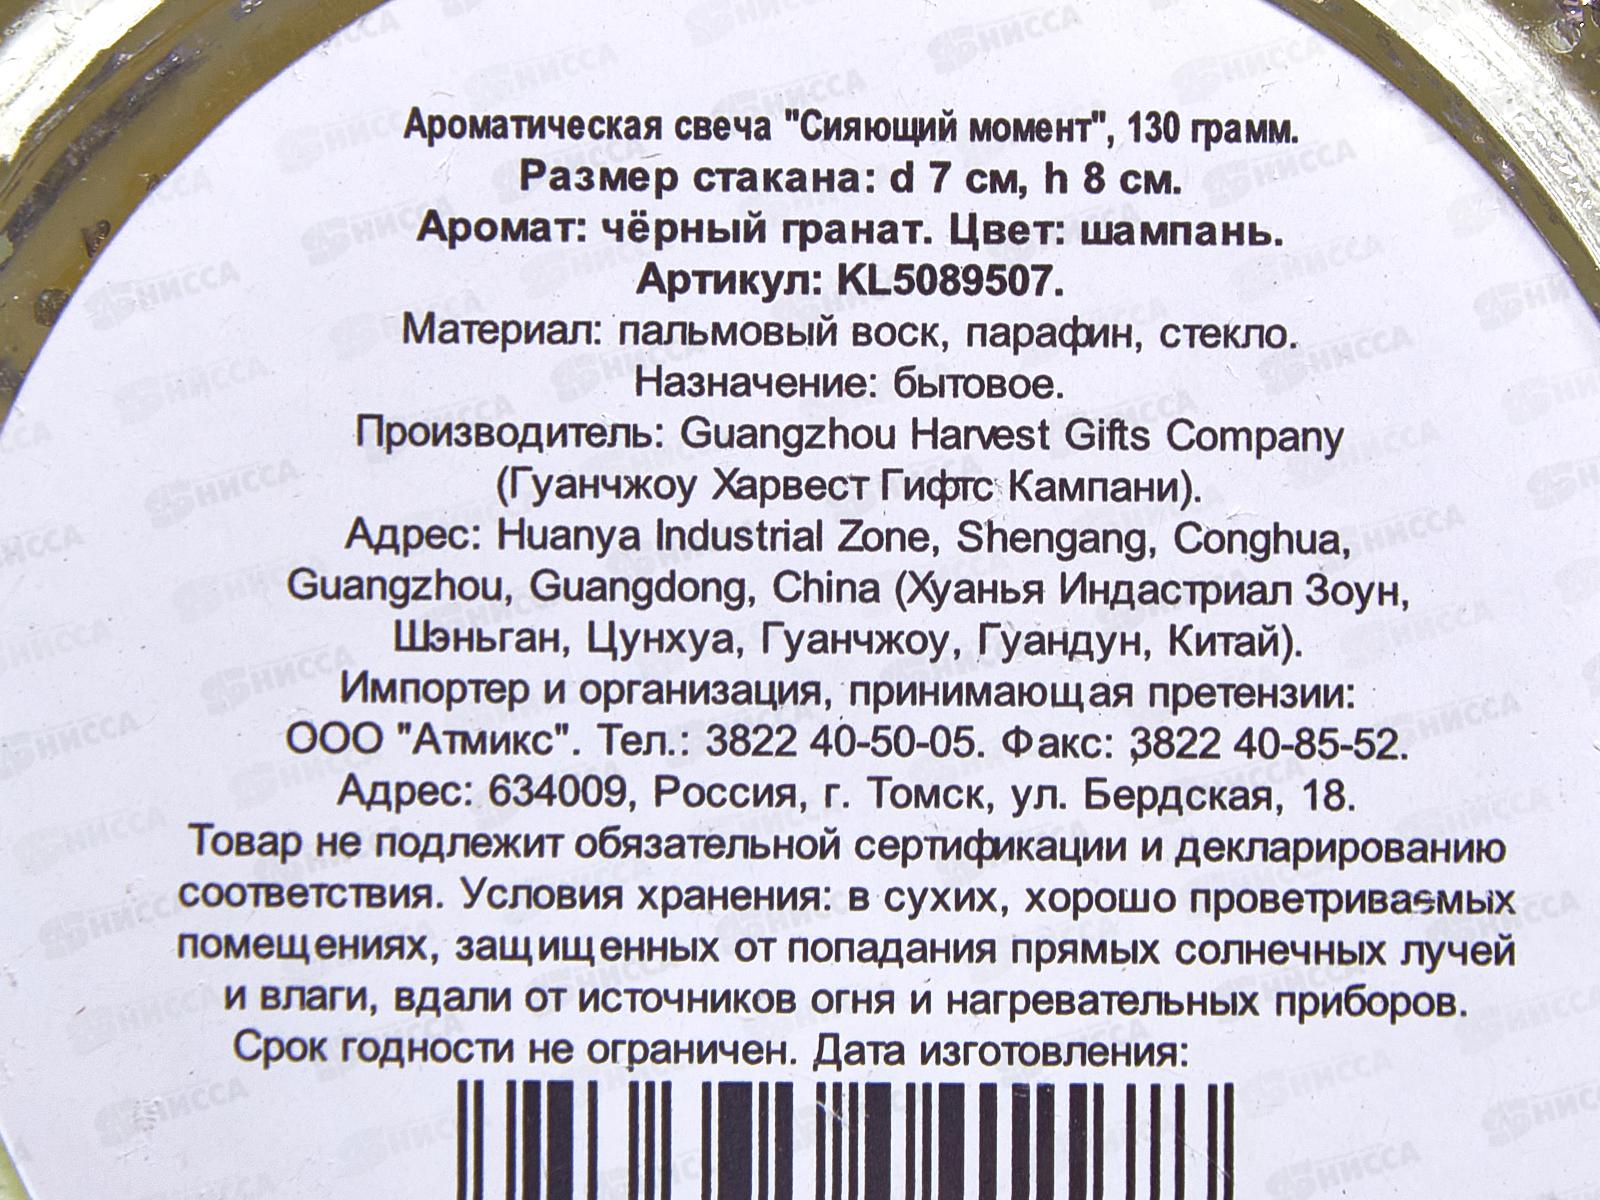 Ароматическая свеча "Сияющий момент", 130 грамм.
Размер стакана: d 7 см, h 8 см.
Аромат: чёрный гранат. Цвет: шампань.
Артикул: KL5089507.
Материал: пальмовый воск, парафин, стекло.
Назначение: бытовое.
Производитель: Guangzhou Harvest Gifts Company
(Гуанчжоу Харвест Гифтс Кампани).
Адрес: Huanya Industrial Zone, Shengang, Conghua,
Guangzhou, Guangdong, China (Хуанья Индастриал Зоун,
Шэньган, Цунхуа, Гуанчжоу, Гуандун, Китай).
Импортер и организация, принимающая претензии:
ООО "Атмикс". Тел.: 3822 40-50-05. Факс: 3822 40-85-52.
Адрес: 634009, Россия, г. Томск, ул. Бердская, 18.
Товар не подлежит обязательной сертификации и декларированию
соответствия. Условия хранения: в сухих, хорошо проветриваемых
помещениях, защищенных от попадания прямых солнечных лучей
и влаги, вдали от источников огня и нагревательных приборов.
Срок годности не ограничен. Дата изготовления: